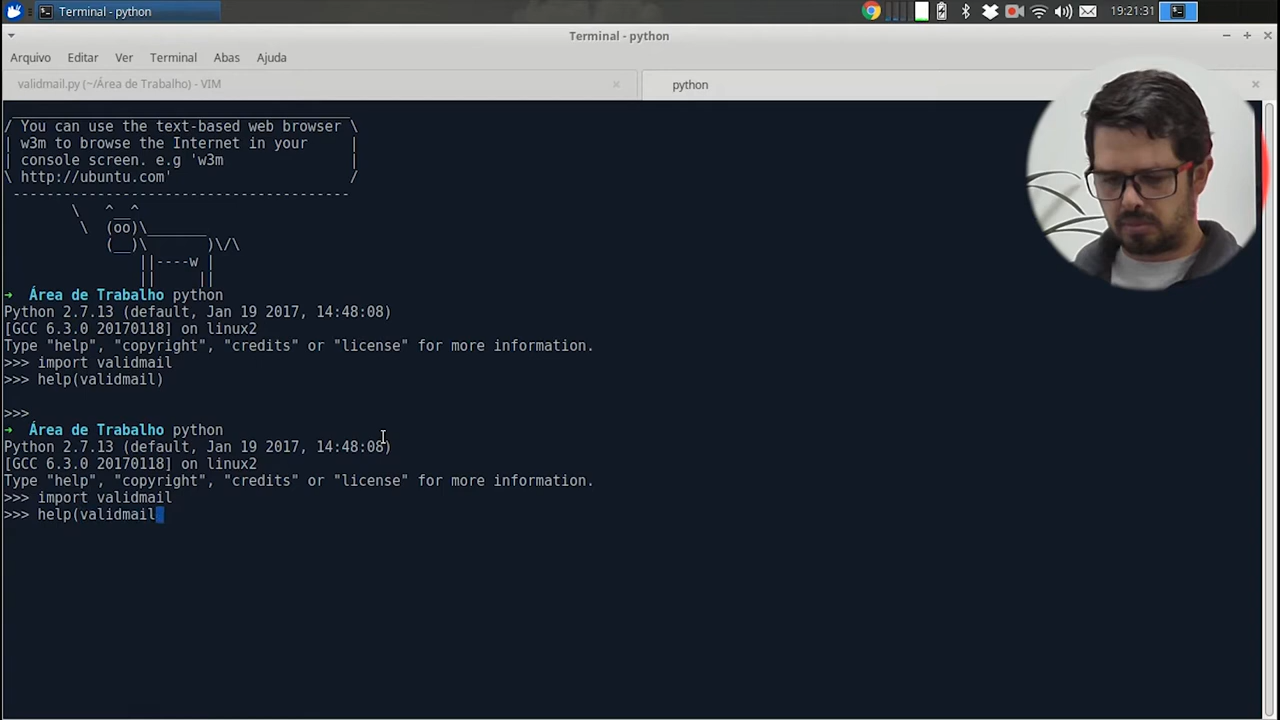 Terminal - python
19:21:31
Terminal - python
Arquivo Editar Ver Terminal Abas Ajuda
validmail.py (~/Área de Trabalho) - VIM
python
/ You can use the text-based web browser \
| w3m to browse the Internet in your |
| console screen. e.g 'w3m |
\ http://ubuntu.com' /
----------------------------------------
\ ^__^
\ (oo)\_______
(__)\ )\/\
||----w |
|| ||
➜ Área de Trabalho python
Python 2.7.13 (default, Jan 19 2017, 14:48:08)
[GCC 6.3.0 20170118] on linux2
Type "help", "copyright", "credits" or "license" for more information.
>>> import validmail
>>> help(validmail)
>>>
➜ Área de Trabalho python
Python 2.7.13 (default, Jan 19 2017, 14:48:08)
[GCC 6.3.0 20170118] on linux2
Type "help", "copyright", "credits" or "license" for more information.
>>> import validmail
>>> help(validmail